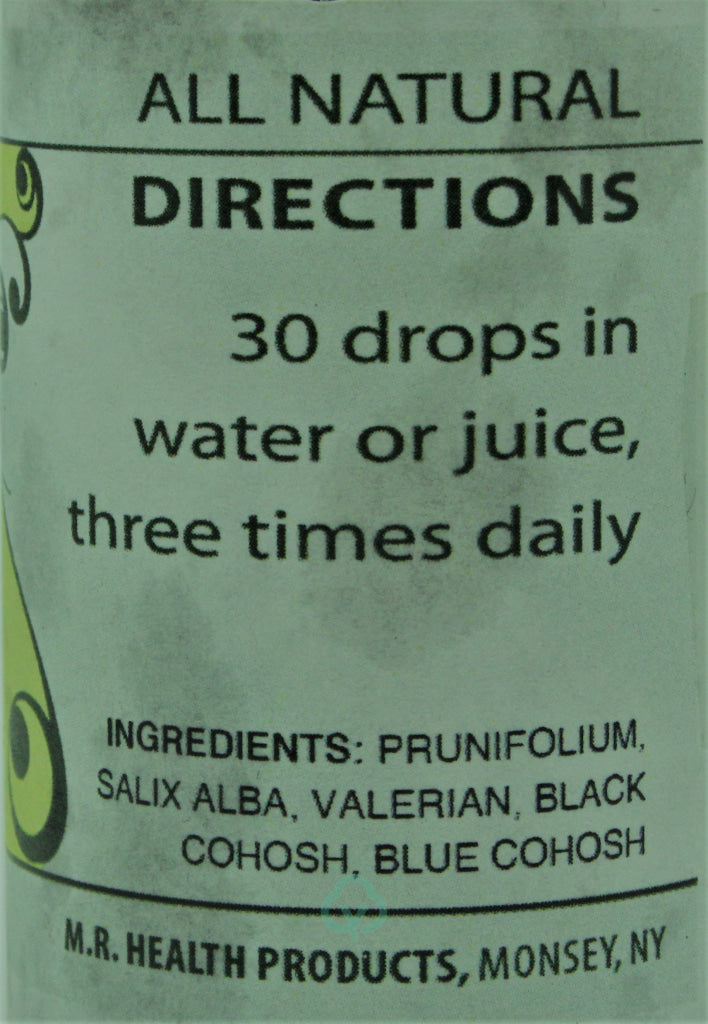 ALL NATURAL
DIRECTIONS
30 drops in
water or juice,
three times daily
INGREDIENTS: PRUNIFOLIUM,
SALIX ALBA, VALERIAN, BLACK
COHOSH, BLUE COHOSH
M.R. HEALTH PRODUCTS, MONSEY, NY